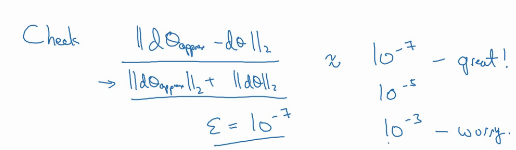 Check ||dθapprox - dθ||₂ ≈ 10⁻⁷ - great!
→ ||dθapprox||₂ + ||dθ||₂ 10⁻⁵
ε = 10⁻⁷ 10⁻³ - worry.